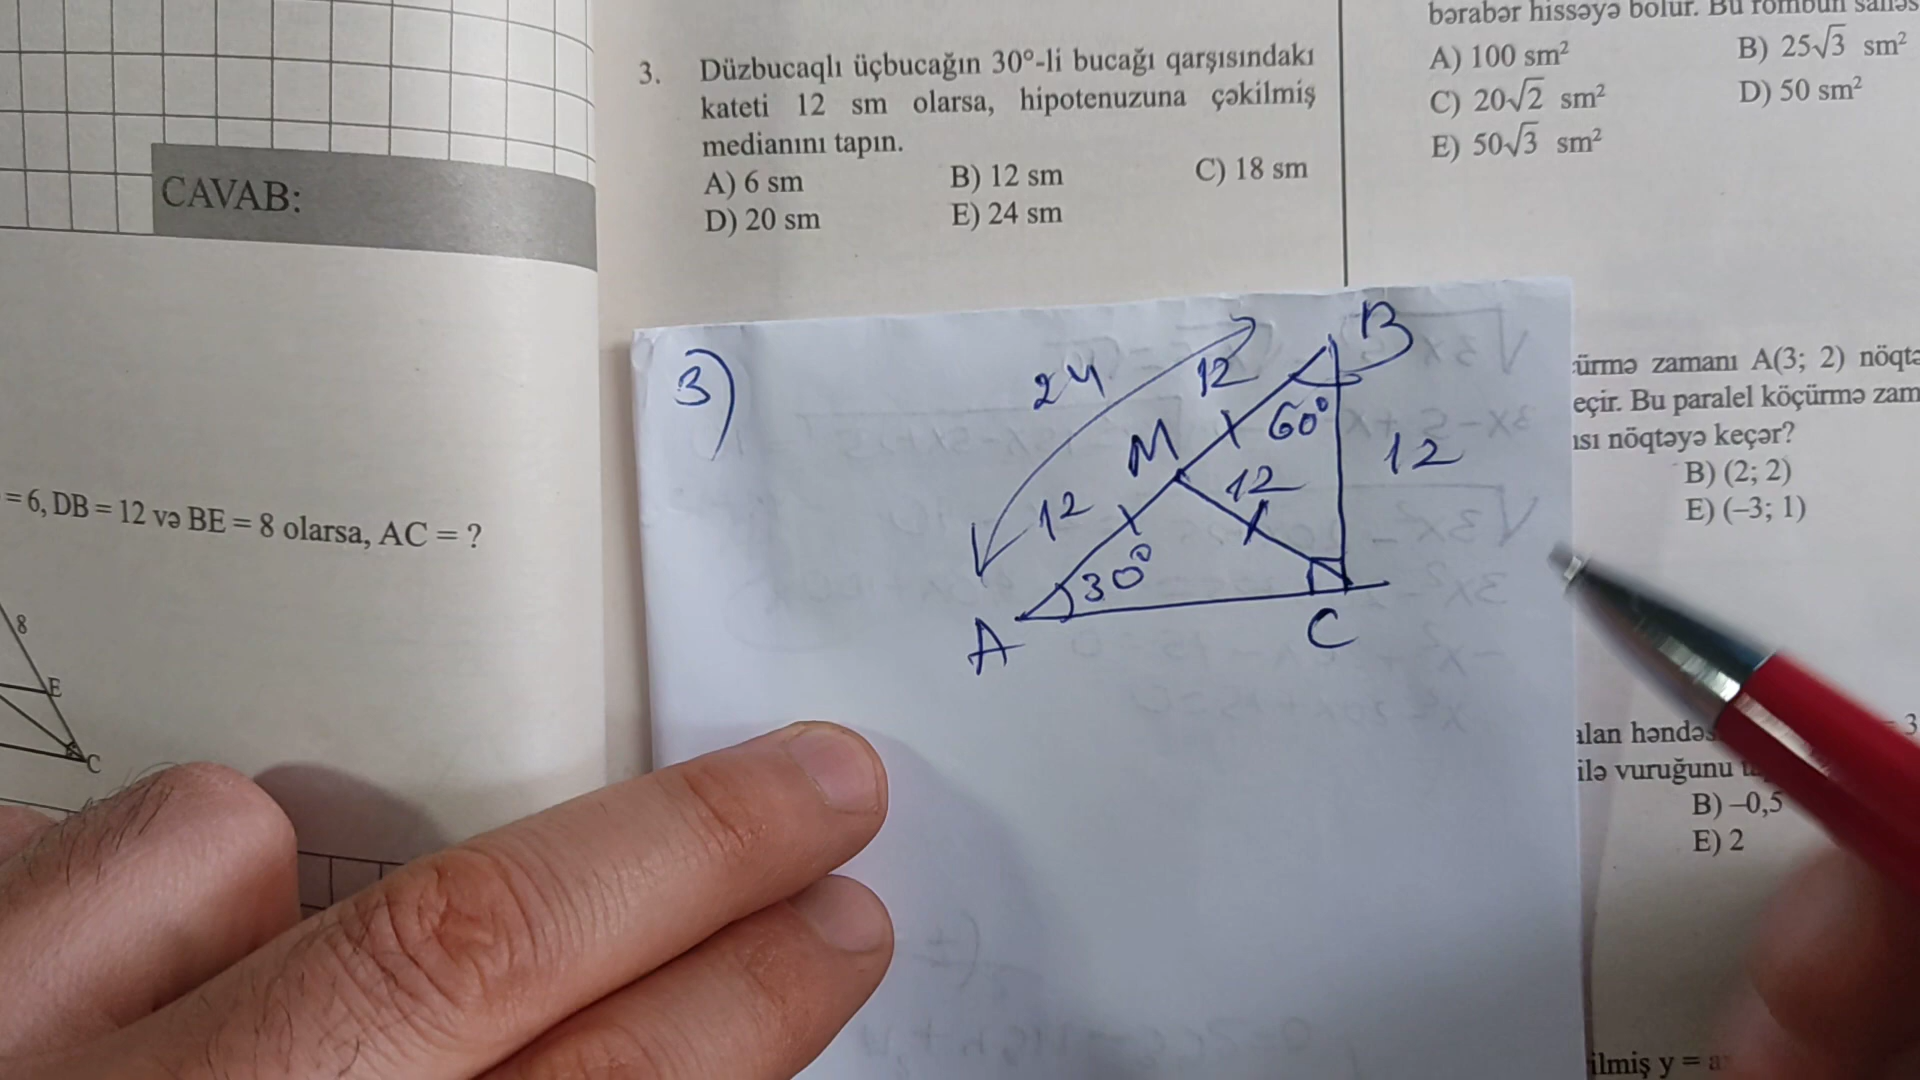 CAVAB:
= 6, DB = 12 və BE = 8 olarsa, AC = ?
8
E
C
3. Düzbucaqlı üçbucağın 30°-li bucağı qarşısındakı
kateti 12 sm olarsa, hipotenuzuna çəkilmiş
medianını tapın.
A) 6 sm B) 12 sm C) 18 sm
D) 20 sm E) 24 sm
3)
B
24
12
60°
M
12
12
12
30°
A
C
bərabər hissəyə bölür. Bu rombun
A) 100 sm² B) 25√3 sm²
C) 20√2 sm² D) 50 sm²
E) 50√3 sm²
ürmə zamanı A(3; 2) nöqtə
eçir. Bu paralel köçürmə zam
ısı nöqtəyə keçər?
B) (2; 2)
E) (–3; 1)
alan həndəs
ilə vuruğunu
B) –0,5
E) 2
ilmiş y = a